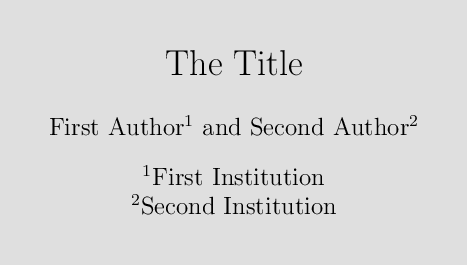 The Title
First Author¹ and Second Author²
¹First Institution
²Second Institution